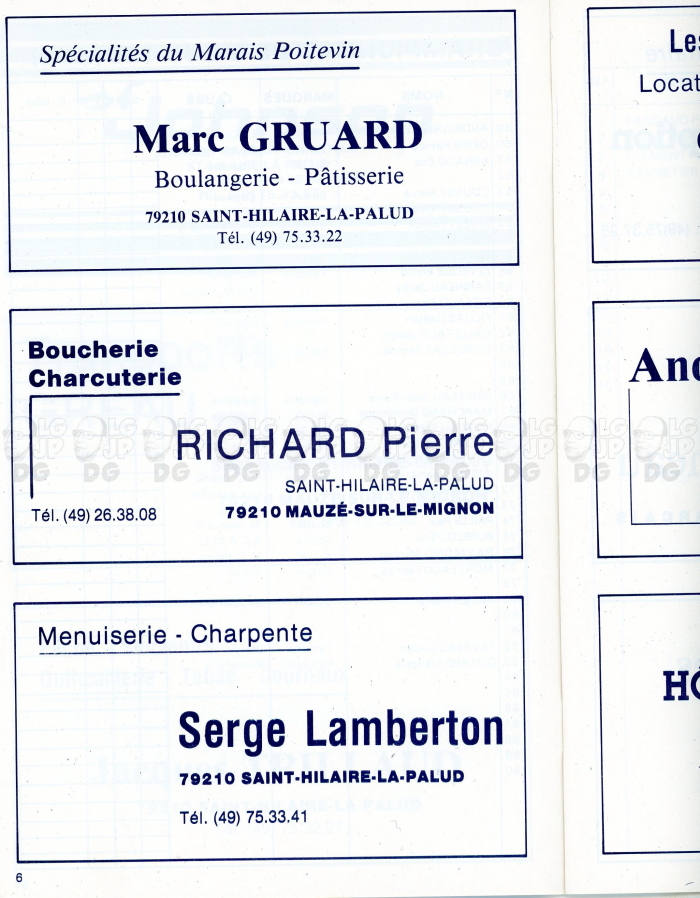 Spécialités du Marais Poitevin
Marc GRUARD
Boulangerie - Pâtisserie
79210 SAINT-HILAIRE-LA-PALUD
Tél. (49) 75.33.22
Boucherie
Charcuterie
RICHARD Pierre
SAINT-HILAIRE-LA-PALUD
Tél. (49) 26.38.08
79210 MAUZÉ-SUR-LE-MIGNON
Menuiserie - Charpente
Serge Lamberton
79210 SAINT-HILAIRE-LA-PALUD
Tél. (49) 75.33.41
6
Les
Locat
And
HO